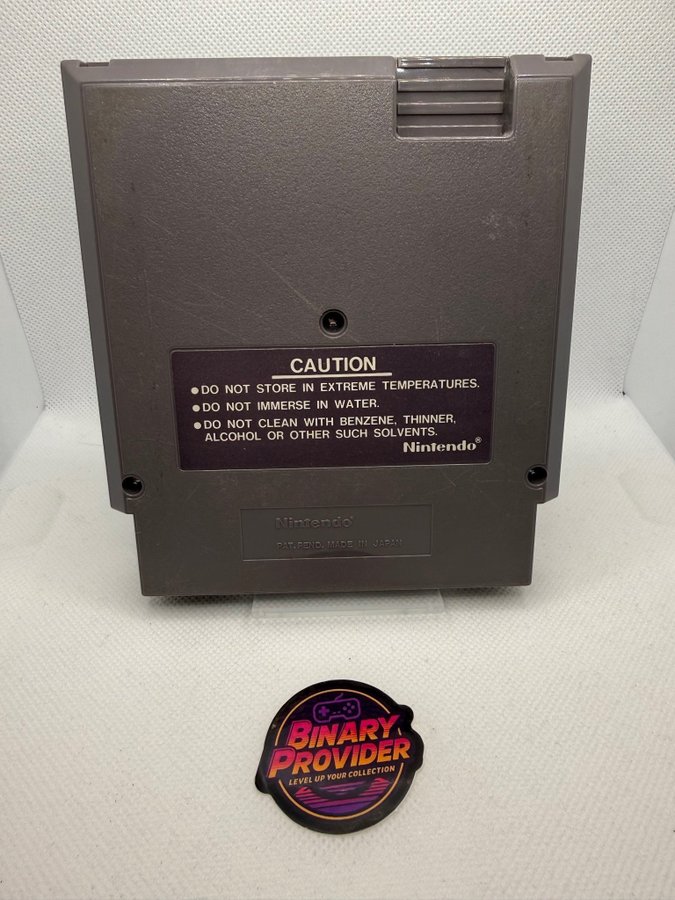 CAUTION
● DO NOT STORE IN EXTREME TEMPERATURES.
● DO NOT IMMERSE IN WATER.
● DO NOT CLEAN WITH BENZENE, THINNER,
ALCOHOL OR OTHER SUCH SOLVENTS.
Nintendo®
Nintendo®
PAT. PEND. MADE IN JAPAN
BINARY
PROVIDER
LEVEL UP YOUR COLLECTION